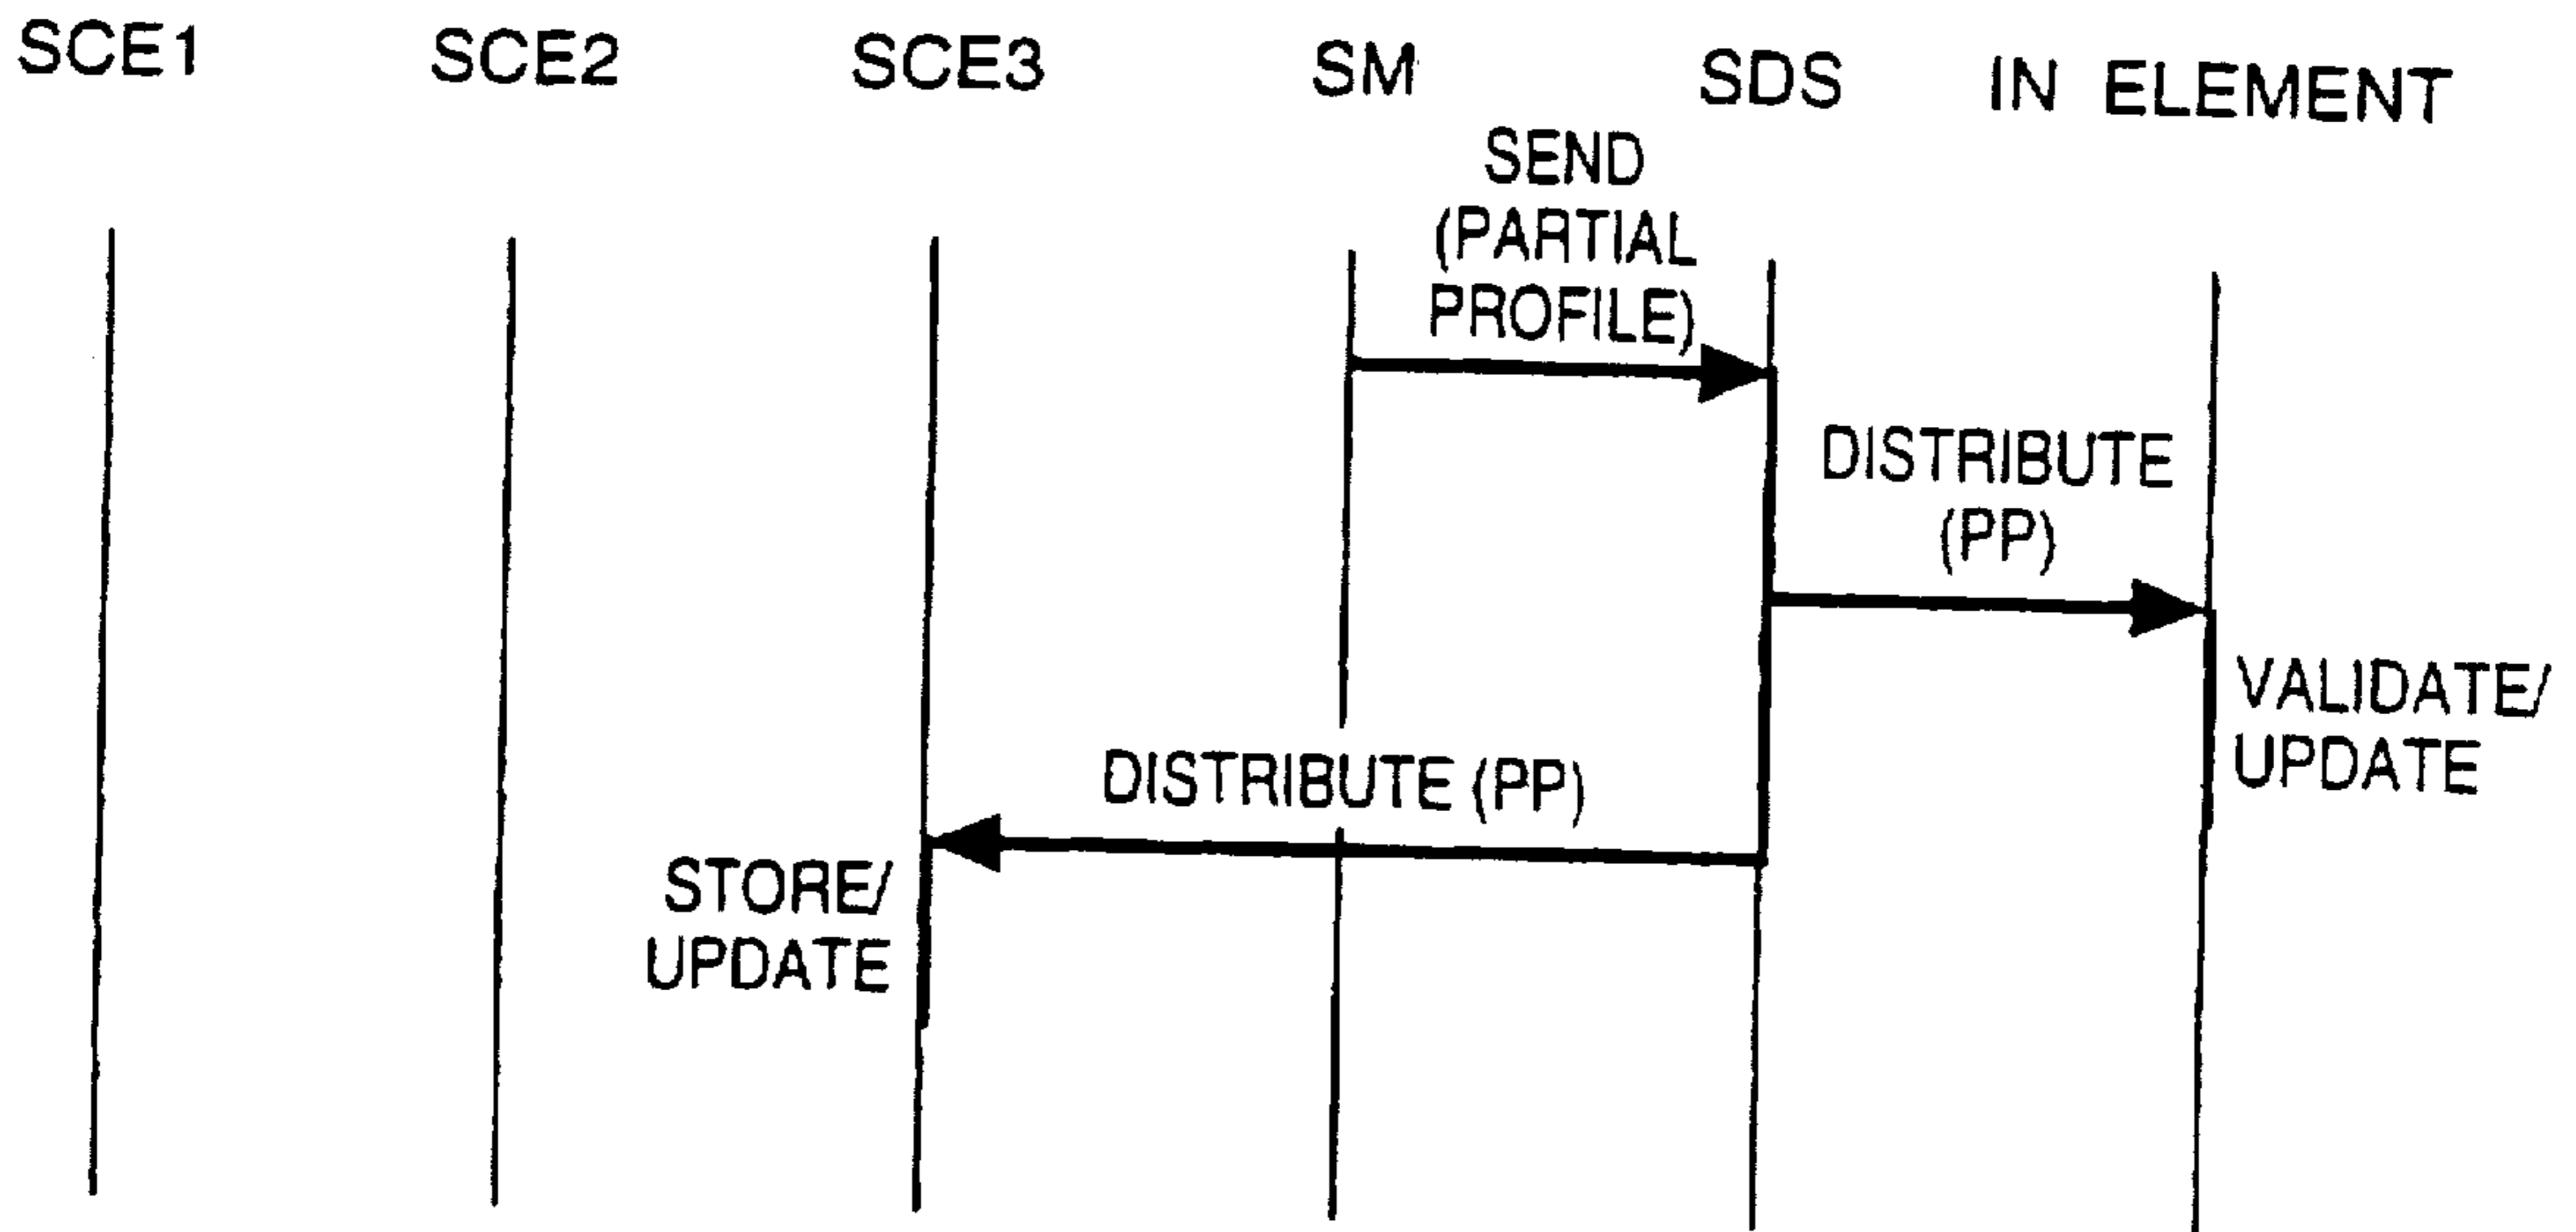 SCE1 SCE2 SCE3 SM SDS IN ELEMENT
SEND
(PARTIAL
PROFILE)
DISTRIBUTE
(PP)
VALIDATE/
UPDATE
DISTRIBUTE (PP)
STORE/
UPDATE